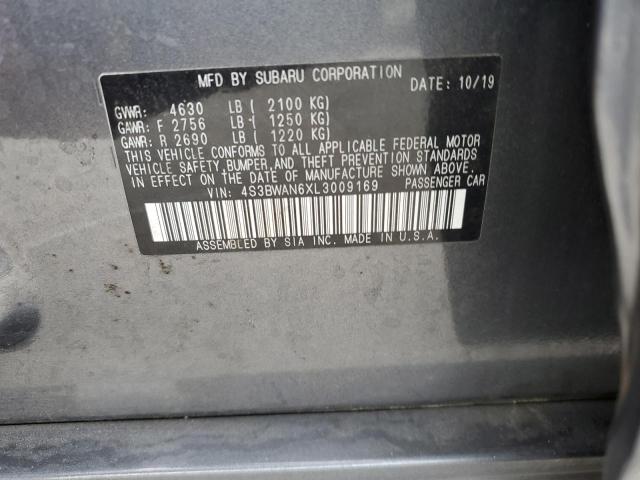 MFD BY SUBARU CORPORATION
DATE: 10/19
GVWR: 4630 LB ( 2100 KG)
GAWR: F 2756 LB ( 1250 KG)
GAWR: R 2690 LB ( 1220 KG)
THIS VEHICLE CONFORMS TO ALL APPLICABLE FEDERAL MOTOR
VEHICLE SAFETY, BUMPER, AND THEFT PREVENTION STANDARDS
IN EFFECT ON THE DATE OF MANUFACTURE SHOWN ABOVE.
VIN: 4S3BWAN6XL3009169 PASSENGER CAR
ASSEMBLED BY SIA INC. MADE IN U.S.A.